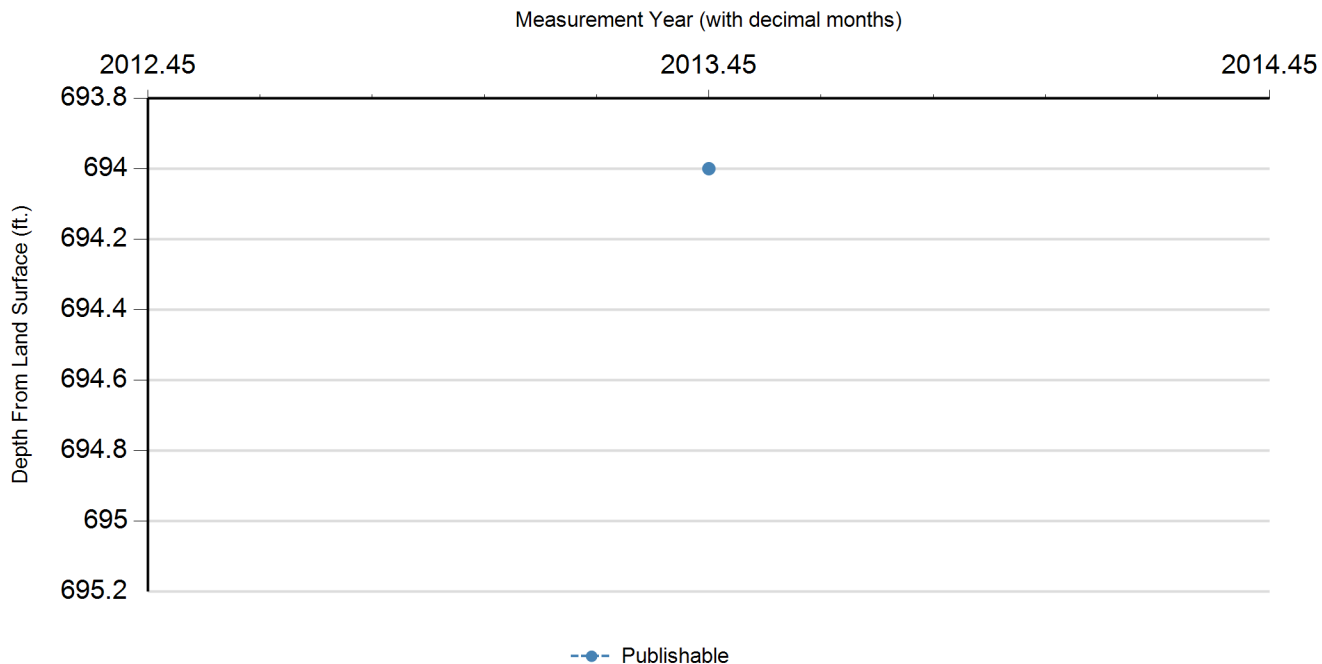 Measurement Year (with decimal months)
2012.45 2013.45 2014.45
693.8
694
694.2
694.4
694.6
694.8
695
695.2
Depth From Land Surface (ft.)
Publishable